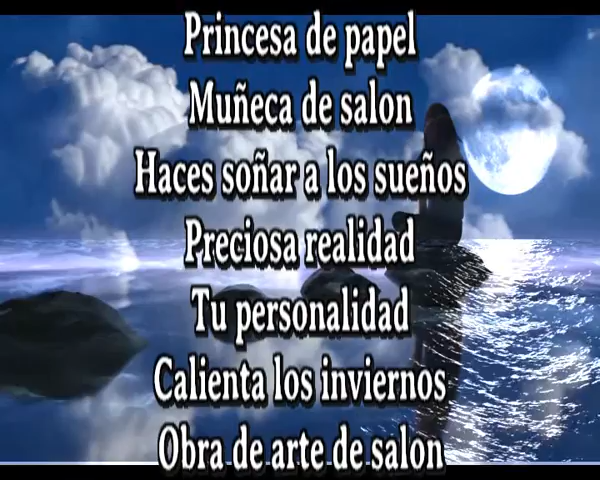 Princesa de papel
Muñeca de salon
Haces soñar a los sueños
Preciosa realidad
Tu personalidad
Calienta los inviernos
Obra de arte de salon